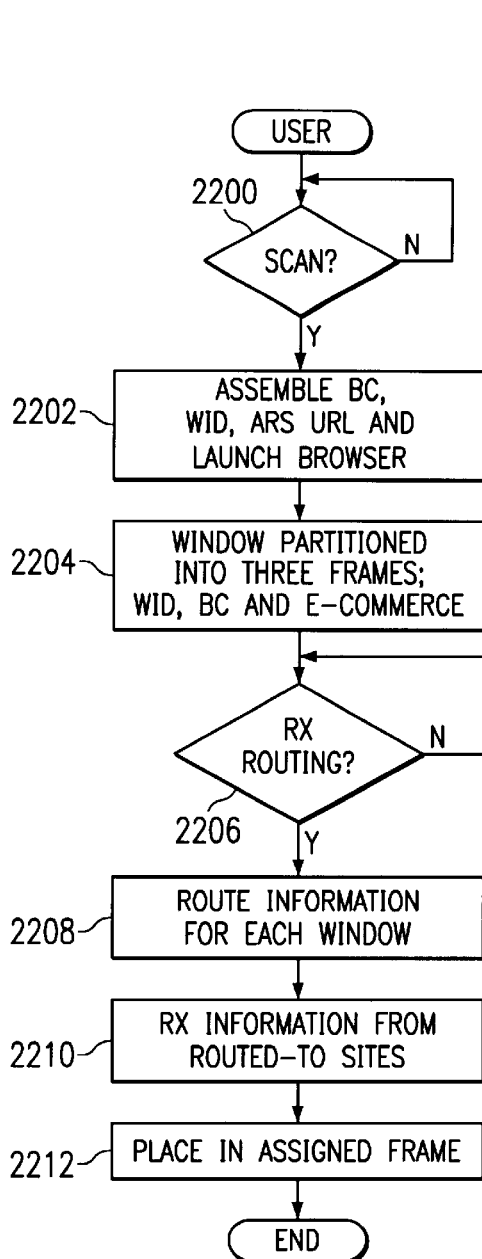 USER
2200
SCAN?
N
Y
2202
ASSEMBLE BC,
WID, ARS URL AND
LAUNCH BROWSER
2204
WINDOW PARTITIONED
INTO THREE FRAMES;
WID, BC AND E-COMMERCE
RX
ROUTING?
N
2206
Y
2208
ROUTE INFORMATION
FOR EACH WINDOW
2210
RX INFORMATION FROM
ROUTED-TO SITES
2212
PLACE IN ASSIGNED FRAME
END